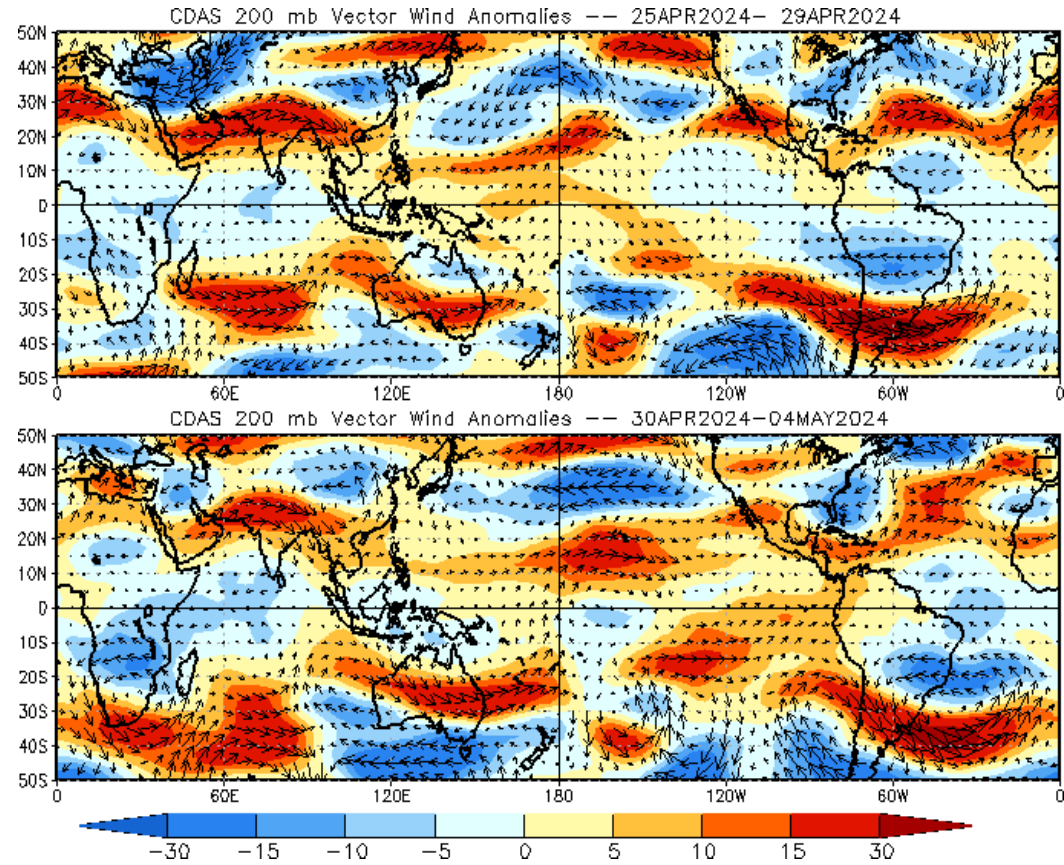 CDAS 200 mb Vector Wind Anomalies -- 25APR2024- 29APR2024
50N
40N
30N
20N
10N
0
10S
20S
30S
40S
50S
0 60E 120E 180 120W 60W 0
CDAS 200 mb Vector Wind Anomalies -- 30APR2024-04MAY2024
50N
40N
30N
20N
10N
0
10S
20S
30S
40S
50S
0 60E 120E 180 120W 60W 0
-30 -15 -10 -5 0 5 10 15 30